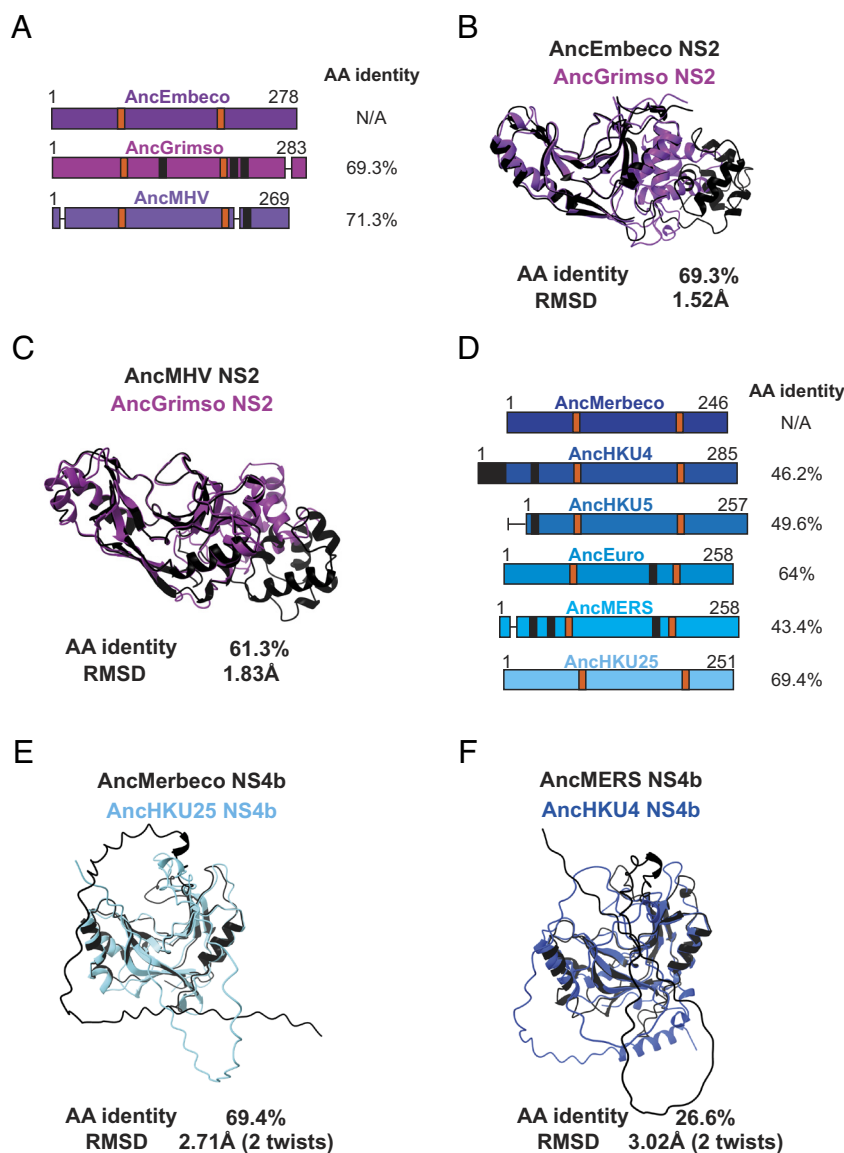 A
AA identity
1 AncEmbeco 278
N/A
1 AncGrimso 283
69.3%
1 AncMHV 269
71.3%
B
AncEmbeco NS2
AncGrimso NS2
AA identity 69.3%
RMSD 1.52Å
C
AncMHV NS2
AncGrimso NS2
AA identity 61.3%
RMSD 1.83Å
D
AA identity
1 AncMerbeco 246
N/A
1 AncHKU4 285
46.2%
1 AncHKU5 257
49.6%
1 AncEuro 258
64%
1 AncMERS 258
43.4%
1 AncHKU25 251
69.4%
E
AncMerbeco NS4b
AncHKU25 NS4b
AA identity 69.4%
RMSD 2.71Å (2 twists)
F
AncMERS NS4b
AncHKU4 NS4b
AA identity 26.6%
RMSD 3.02Å (2 twists)